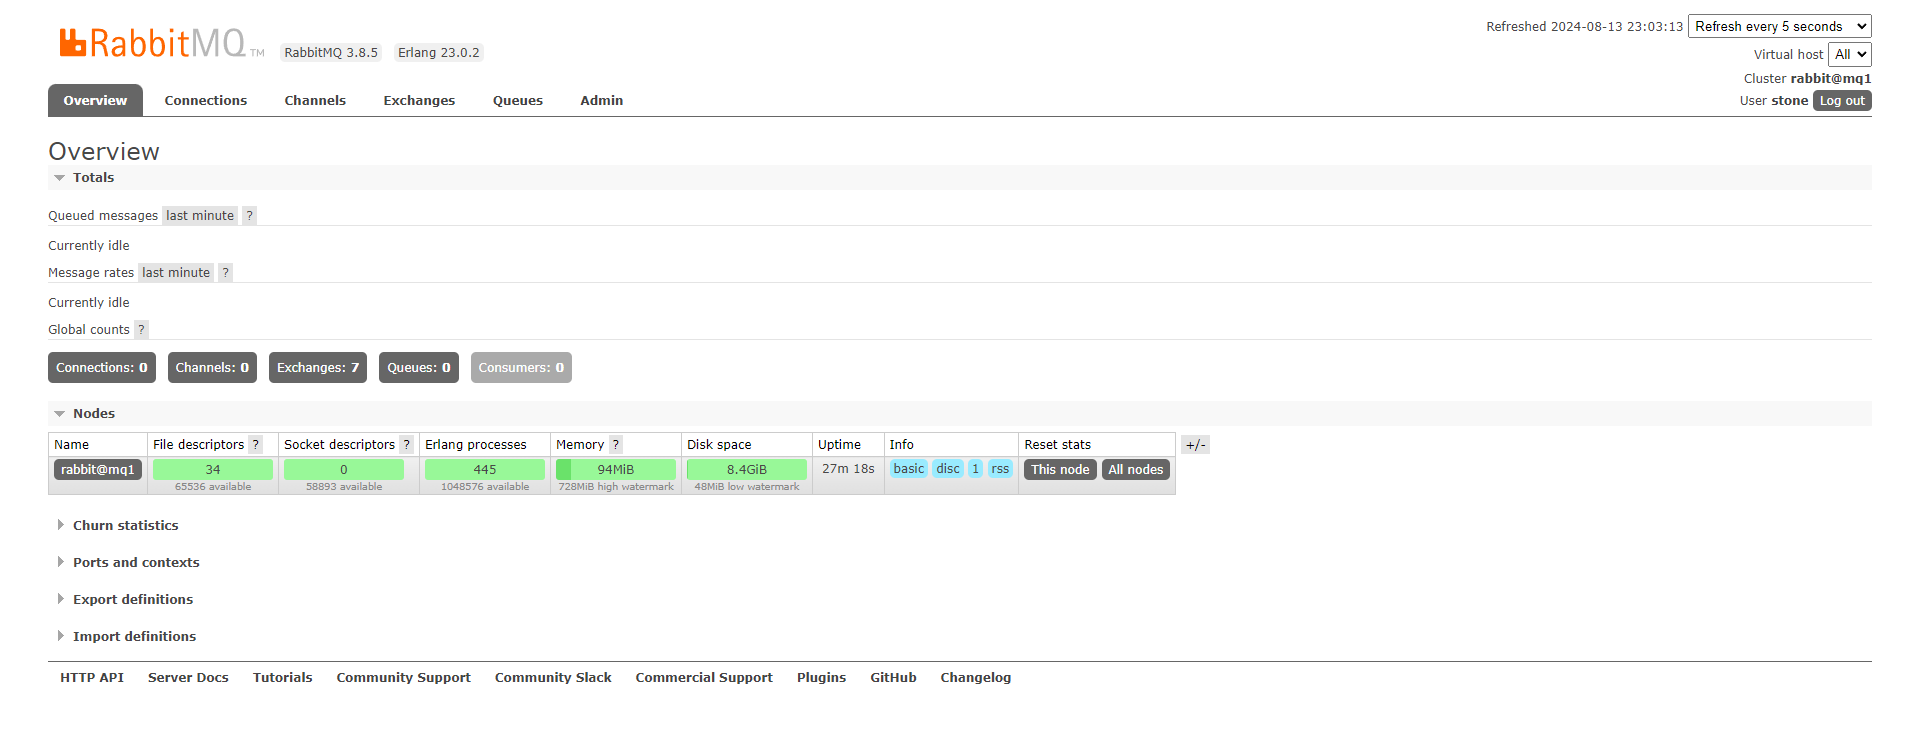 RabbitMQ TM RabbitMQ 3.8.5 Erlang 23.0.2
Refreshed 2024-08-13 23:03:13 Refresh every 5 seconds
Virtual host All
Cluster rabbit@mq1
User stone Log out
Overview Connections Channels Exchanges Queues Admin
Overview
Totals
Queued messages last minute ?
Currently idle
Message rates last minute ?
Currently idle
Global counts ?
Connections: 0 Channels: 0 Exchanges: 7 Queues: 0 Consumers: 0
Nodes
Name File descriptors ? Socket descriptors ? Erlang processes Memory ? Disk space Uptime Info Reset stats +/-
rabbit@mq1 34 0 445 94MiB 8.4GiB 27m 18s basic disc 1 rss This node All nodes
65536 available 58893 available 1048576 available 728MiB high watermark 48MiB low watermark
Churn statistics
Ports and contexts
Export definitions
Import definitions
HTTP API Server Docs Tutorials Community Support Community Slack Commercial Support Plugins GitHub Changelog